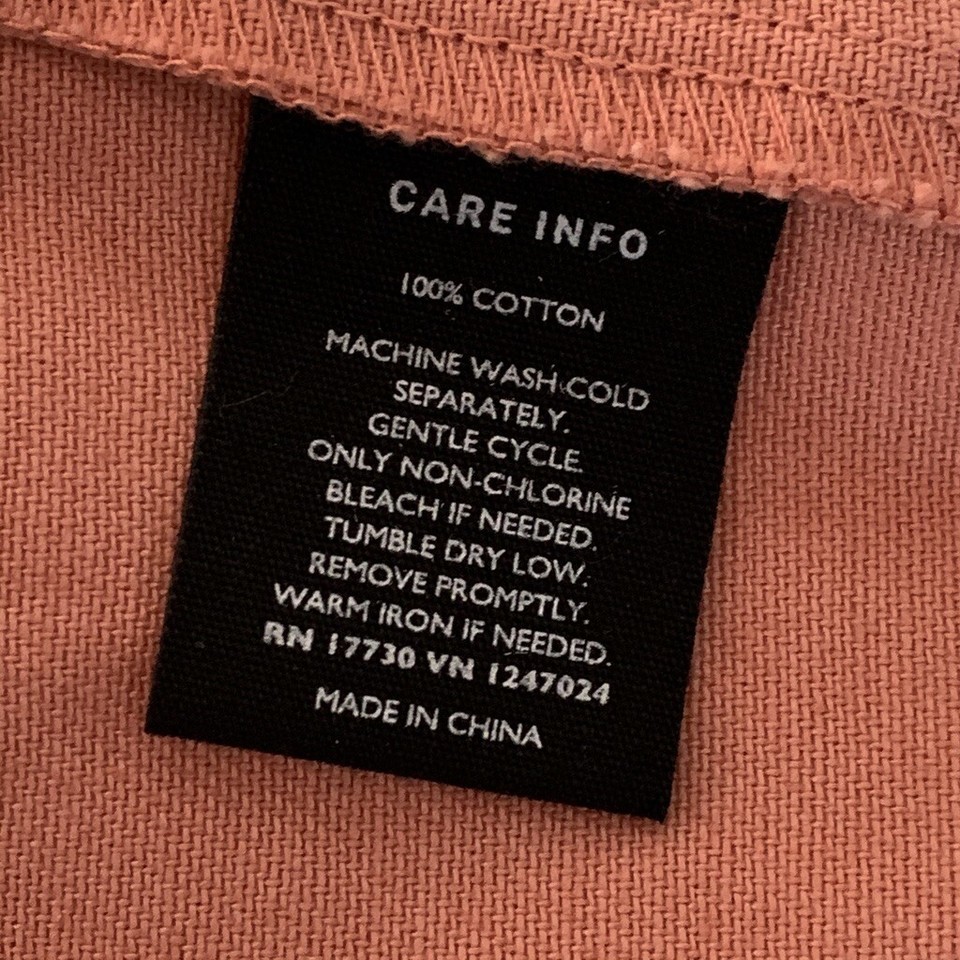 CARE INFO
100% COTTON
MACHINE WASH COLD
SEPARATELY.
GENTLE CYCLE.
ONLY NON-CHLORINE
BLEACH IF NEEDED.
TUMBLE DRY LOW.
REMOVE PROMPTLY.
WARM IRON IF NEEDED.
RN 17730 VN 1247024
MADE IN CHINA